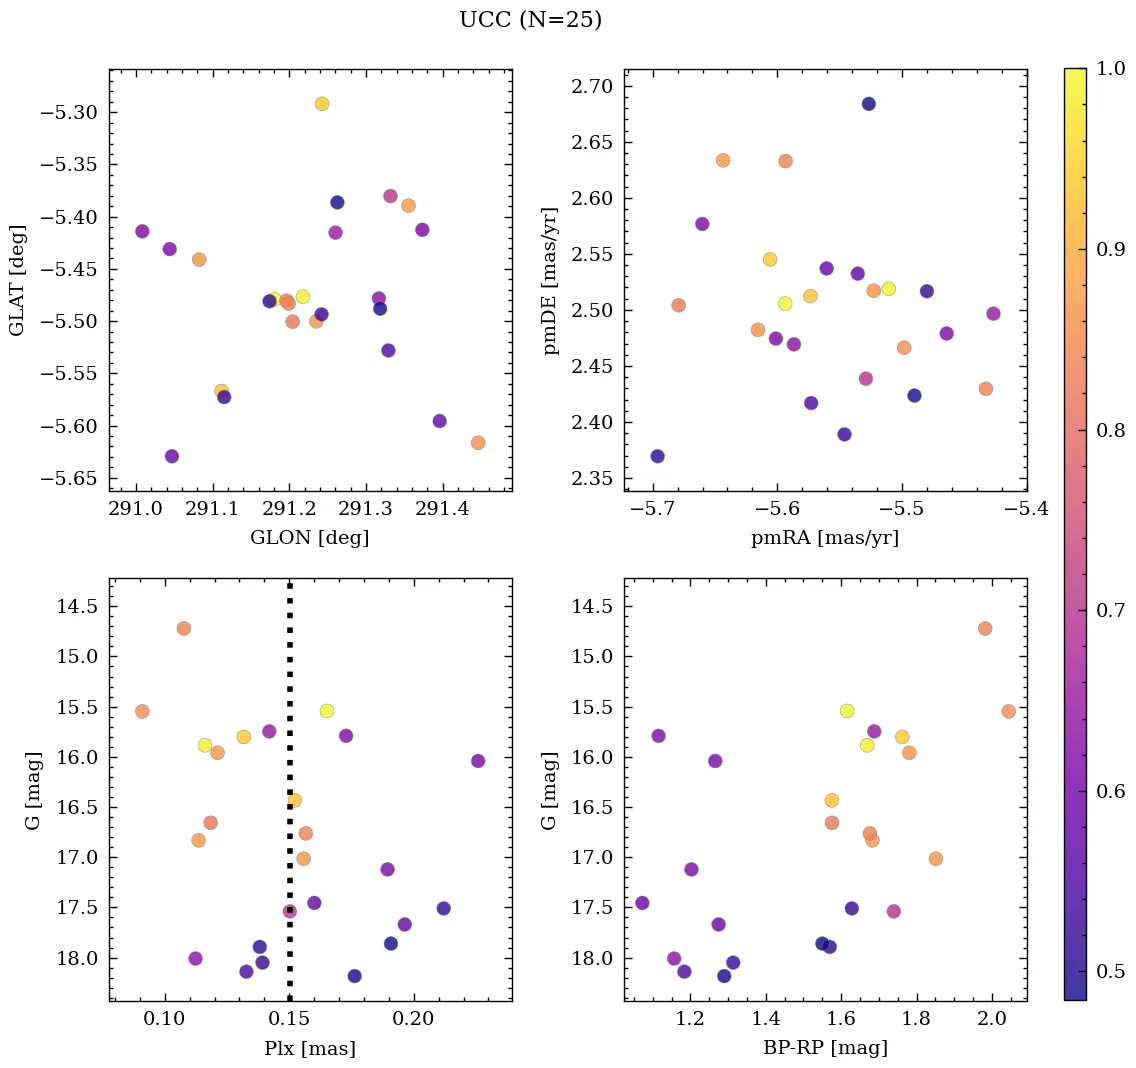 UCC (N=25)
−5.30
−5.35
−5.40
−5.45
−5.50
−5.55
−5.60
−5.65
GLAT [deg]
291.0 291.1 291.2 291.3 291.4
GLON [deg]
2.70
2.65
2.60
2.55
2.50
2.45
2.40
2.35
pmDE [mas/yr]
−5.7 −5.6 −5.5 −5.4
pmRA [mas/yr]
14.5
15.0
15.5
16.0
16.5
17.0
17.5
18.0
G [mag]
0.10 0.15 0.20
Plx [mas]
14.5
15.0
15.5
16.0
16.5
17.0
17.5
18.0
G [mag]
1.2 1.4 1.6 1.8 2.0
BP-RP [mag]
1.0
0.9
0.8
0.7
0.6
0.5